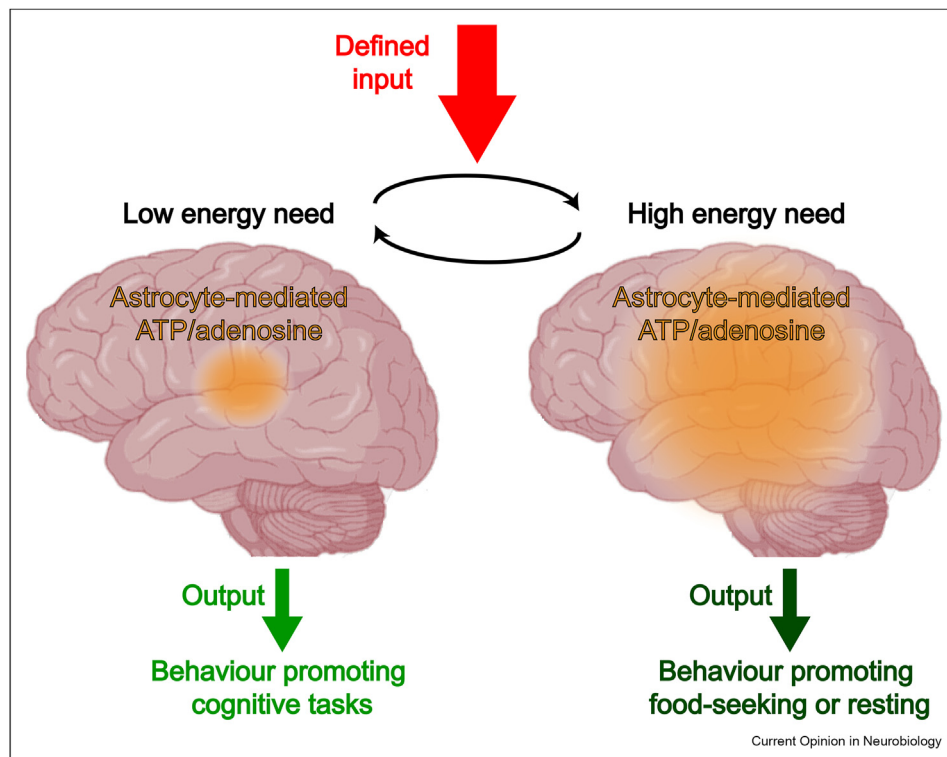 Defined
input
Low energy need
High energy need
Astrocyte-mediated
ATP/adenosine
Astrocyte-mediated
ATP/adenosine
Output
Output
Behaviour promoting
cognitive tasks
Behaviour promoting
food-seeking or resting
Current Opinion in Neurobiology